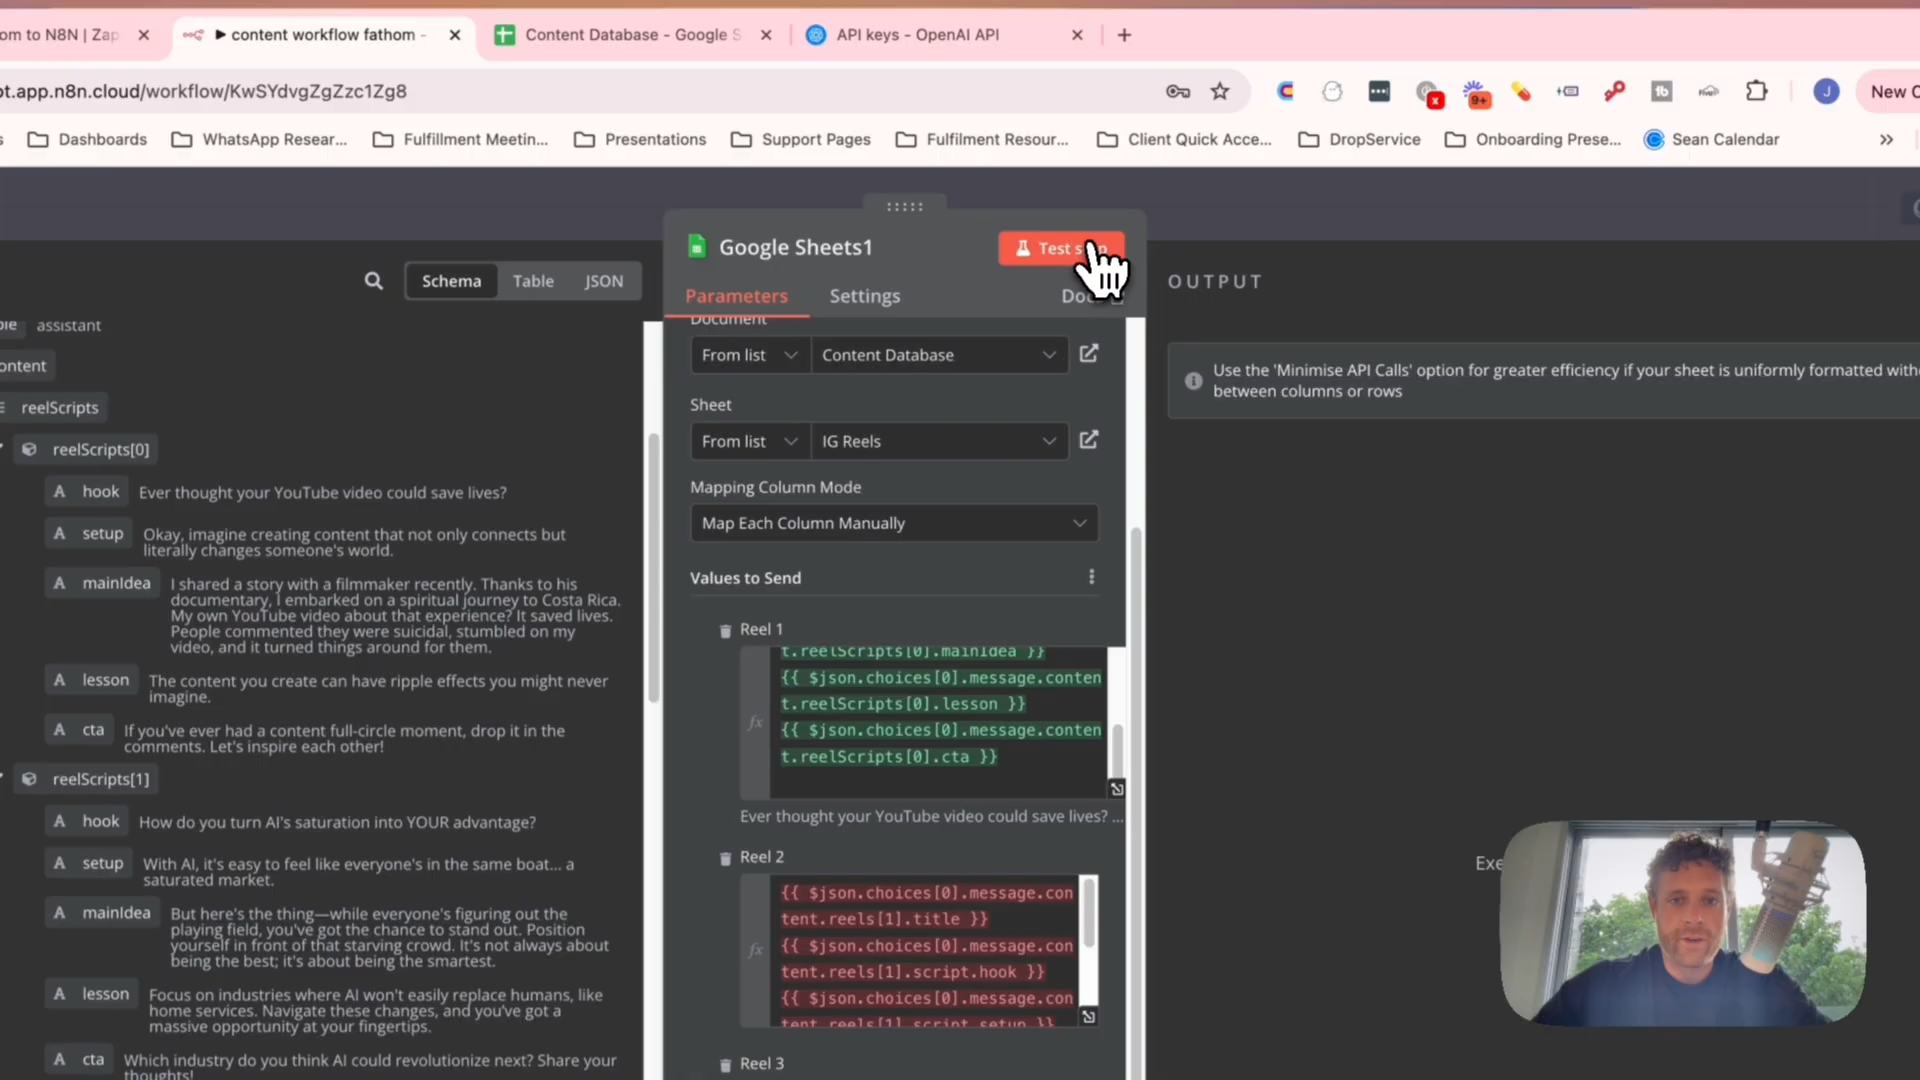 om to N8N | Zap
content workflow fathom -
Content Database - Google S
API keys - OpenAI API
ot.app.n8n.cloud/workflow/KwSYdvgZgZzc1Zg8
9+
New C
Dashboards
WhatsApp Resear...
Fulfillment Meetin...
Presentations
Support Pages
Fulfilment Resour...
Client Quick Acce...
DropService
Onboarding Prese...
Sean Calendar
Google Sheets1
Test s p
Parameters
Settings
Doc
Schema
Table
JSON
ole assistant
ontent
reelScripts
reelScripts[0]
A hook Ever thought your YouTube video could save lives?
A setup Okay, imagine creating content that not only connects but
literally changes someone's world.
A mainIdea I shared a story with a filmmaker recently. Thanks to his
documentary, I embarked on a spiritual journey to Costa Rica.
My own YouTube video about that experience? It saved lives.
People commented they were suicidal, stumbled on my
video, and it turned things around for them.
A lesson The content you create can have ripple effects you might never
imagine.
A cta If you've ever had a content full-circle moment, drop it in the
comments. Let's inspire each other!
reelScripts[1]
A hook How do you turn AI's saturation into YOUR advantage?
A setup With AI, it's easy to feel like everyone's in the same boat... a
saturated market.
A mainIdea But here's the thing—while everyone's figuring out the
playing field, you've got the chance to stand out. Position
yourself in front of that starving crowd. It's not always about
being the best; it's about being the smartest.
A lesson Focus on industries where AI won't easily replace humans, like
home services. Navigate these changes, and you've got a
massive opportunity at your fingertips.
A cta Which industry do you think AI could revolutionize next? Share your
thoughts!
Document
From list
Content Database
Sheet
From list
IG Reels
Mapping Column Mode
Map Each Column Manually
Values to Send
Reel 1
t.reelScripts[0].mainIdea }}
{{ $json.choices[0].message.conten
t.reelScripts[0].lesson }}
{{ $json.choices[0].message.conten
t.reelScripts[0].cta }}
fx
Ever thought your YouTube video could save lives? ...
Reel 2
{{ $json.choices[0].message.con
tent.reels[1].title }}
{{ $json.choices[0].message.con
tent.reels[1].script.hook }}
{{ $json.choices[0].message.con
tent.reels[1].script.setup }}
fx
Reel 3
OUTPUT
Use the 'Minimise API Calls' option for greater efficiency if your sheet is uniformly formatted with
between columns or rows
Exe